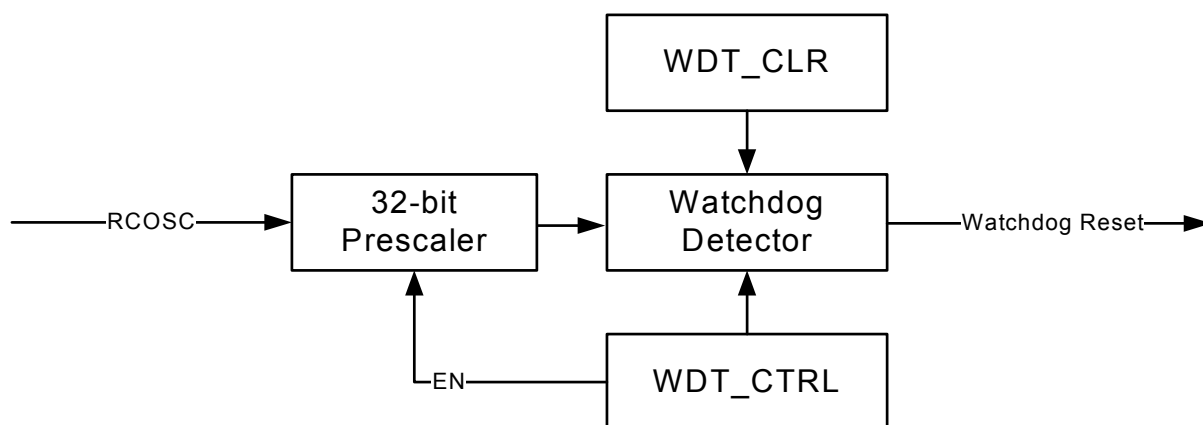 WDT_CLR
RCOSC
32-bit
Prescaler
Watchdog
Detector
Watchdog Reset
EN
WDT_CTRL